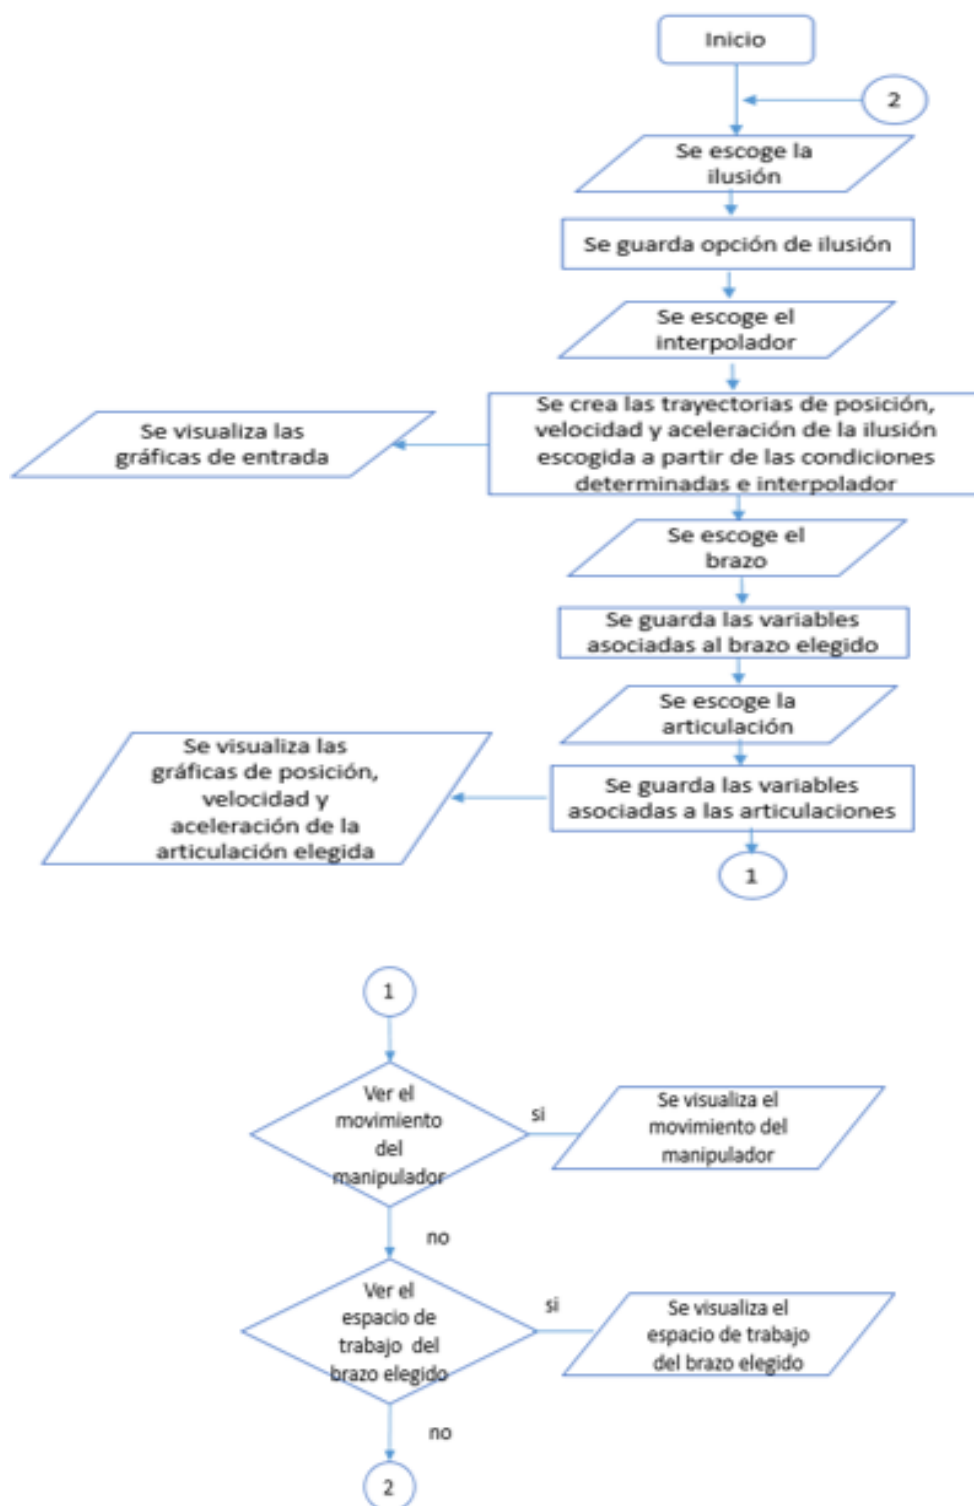 Inicio
2
Se escoge la
ilusión
Se guarda opción de ilusión
Se escoge el
interpolador
Se crea las trayectorias de posición,
velocidad y aceleración de la ilusión
escogida a partir de las condiciones
determinadas e interpolador
Se visualiza las
gráficas de entrada
Se escoge el
brazo
Se guarda las variables
asociadas al brazo elegido
Se escoge la
articulación
Se guarda las variables
asociadas a las articulaciones
Se visualiza las
gráficas de posición,
velocidad y
aceleración de la
articulación elegida
1
1
Ver el
movimiento
del
manipulador
si
Se visualiza el
movimiento del
manipulador
no
Ver el
espacio de
trabajo del
brazo elegido
si
Se visualiza el
espacio de trabajo
del brazo elegido
no
2